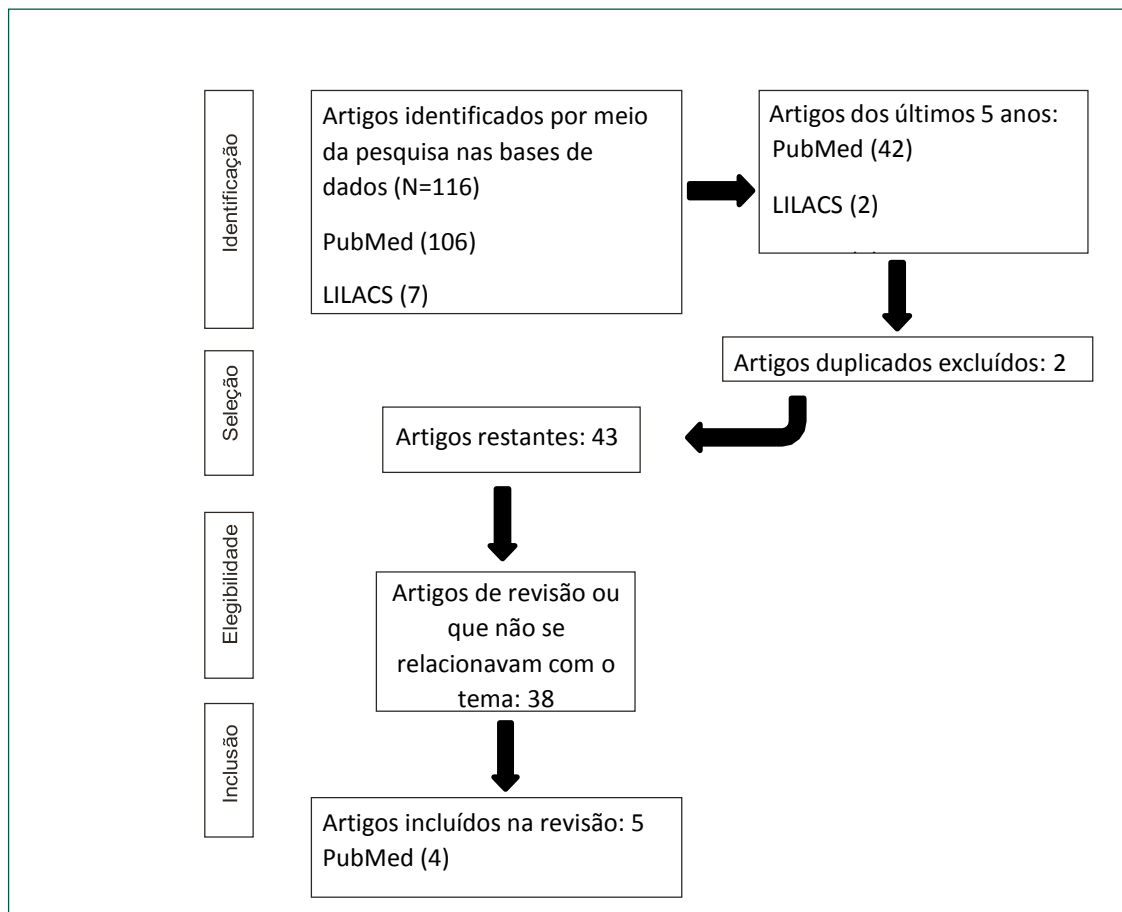 Identificação
Artigos identificados por meio
da pesquisa nas bases de
dados (N=116)
PubMed (106)
LILACS (7)
Artigos dos últimos 5 anos:
PubMed (42)
LILACS (2)
Seleção
Artigos duplicados excluídos: 2
Artigos restantes: 43
Elegibilidade
Artigos de revisão ou
que não se
relacionavam com o
tema: 38
Inclusão
Artigos incluídos na revisão: 5
PubMed (4)